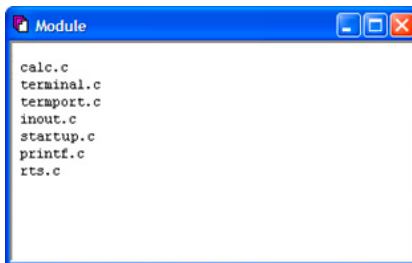 Module
calc.c
terminal.c
termport.c
inout.c
startup.c
printf.c
rts.c